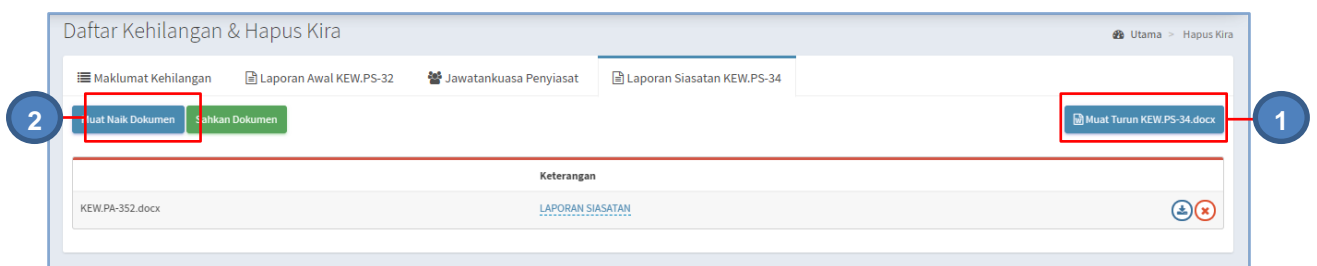 Daftar Kehilangan & Hapus Kira
Utama > Hapus Kira
Maklumat Kehilangan Laporan Awal KEW.PS-32 Jawatankuasa Penyiasat Laporan Siasatan KEW.PS-34
2 Muat Naik Dokumen Sahkan Dokumen Muat Turun KEW.PS-34.docx 1
Keterangan
KEW.PA-352.docx LAPORAN SIASATAN